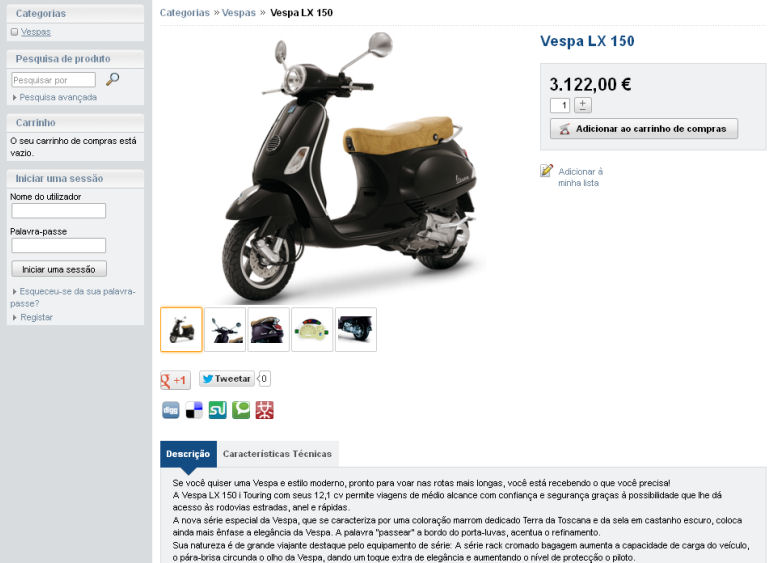 Categorias
Vespas
Pesquisa de produto
Pesquisar por
Pesquisa avançada
Carrinho
O seu carrinho de compras está
vazio.
Iniciar uma sessão
Nome do utilizador
Palavra-passe
Iniciar uma sessão
Esqueceu-se da sua palavra-
passe?
Registar
Categorias » Vespas » Vespa LX 150
Vespa LX 150
3.122,00 €
1
Adicionar ao carrinho de compras
Adicionar á
minha lista
+1
Tweetar 0
digg
Descrição Características Técnicas
Se você quiser uma Vespa e estilo moderno, pronto para voar nas rotas mais longas, você está recebendo o que você precisa!
A Vespa LX 150 i Touring com seus 12,1 cv permite viagens de médio alcance com confiança e segurança graças à possibilidade que lhe dá
acesso às rodovias estradas, anel e rápidas.
A nova série especial da Vespa, que se caracteriza por uma coloração marrom dedicado Terra da Toscana e da sela em castanho escuro, coloca
ainda mais ênfase a elegância da Vespa. A palavra "passear" a bordo do porta-luvas, acentua o refinamento.
Sua natureza é de grande viajante destaque pelo equipamento de série: A série rack cromado bagagem aumenta a capacidade de carga do veículo,
o pára-brisa circunda o olho da Vespa, dando um toque extra de elegância e aumentando o nível de protecção o piloto.